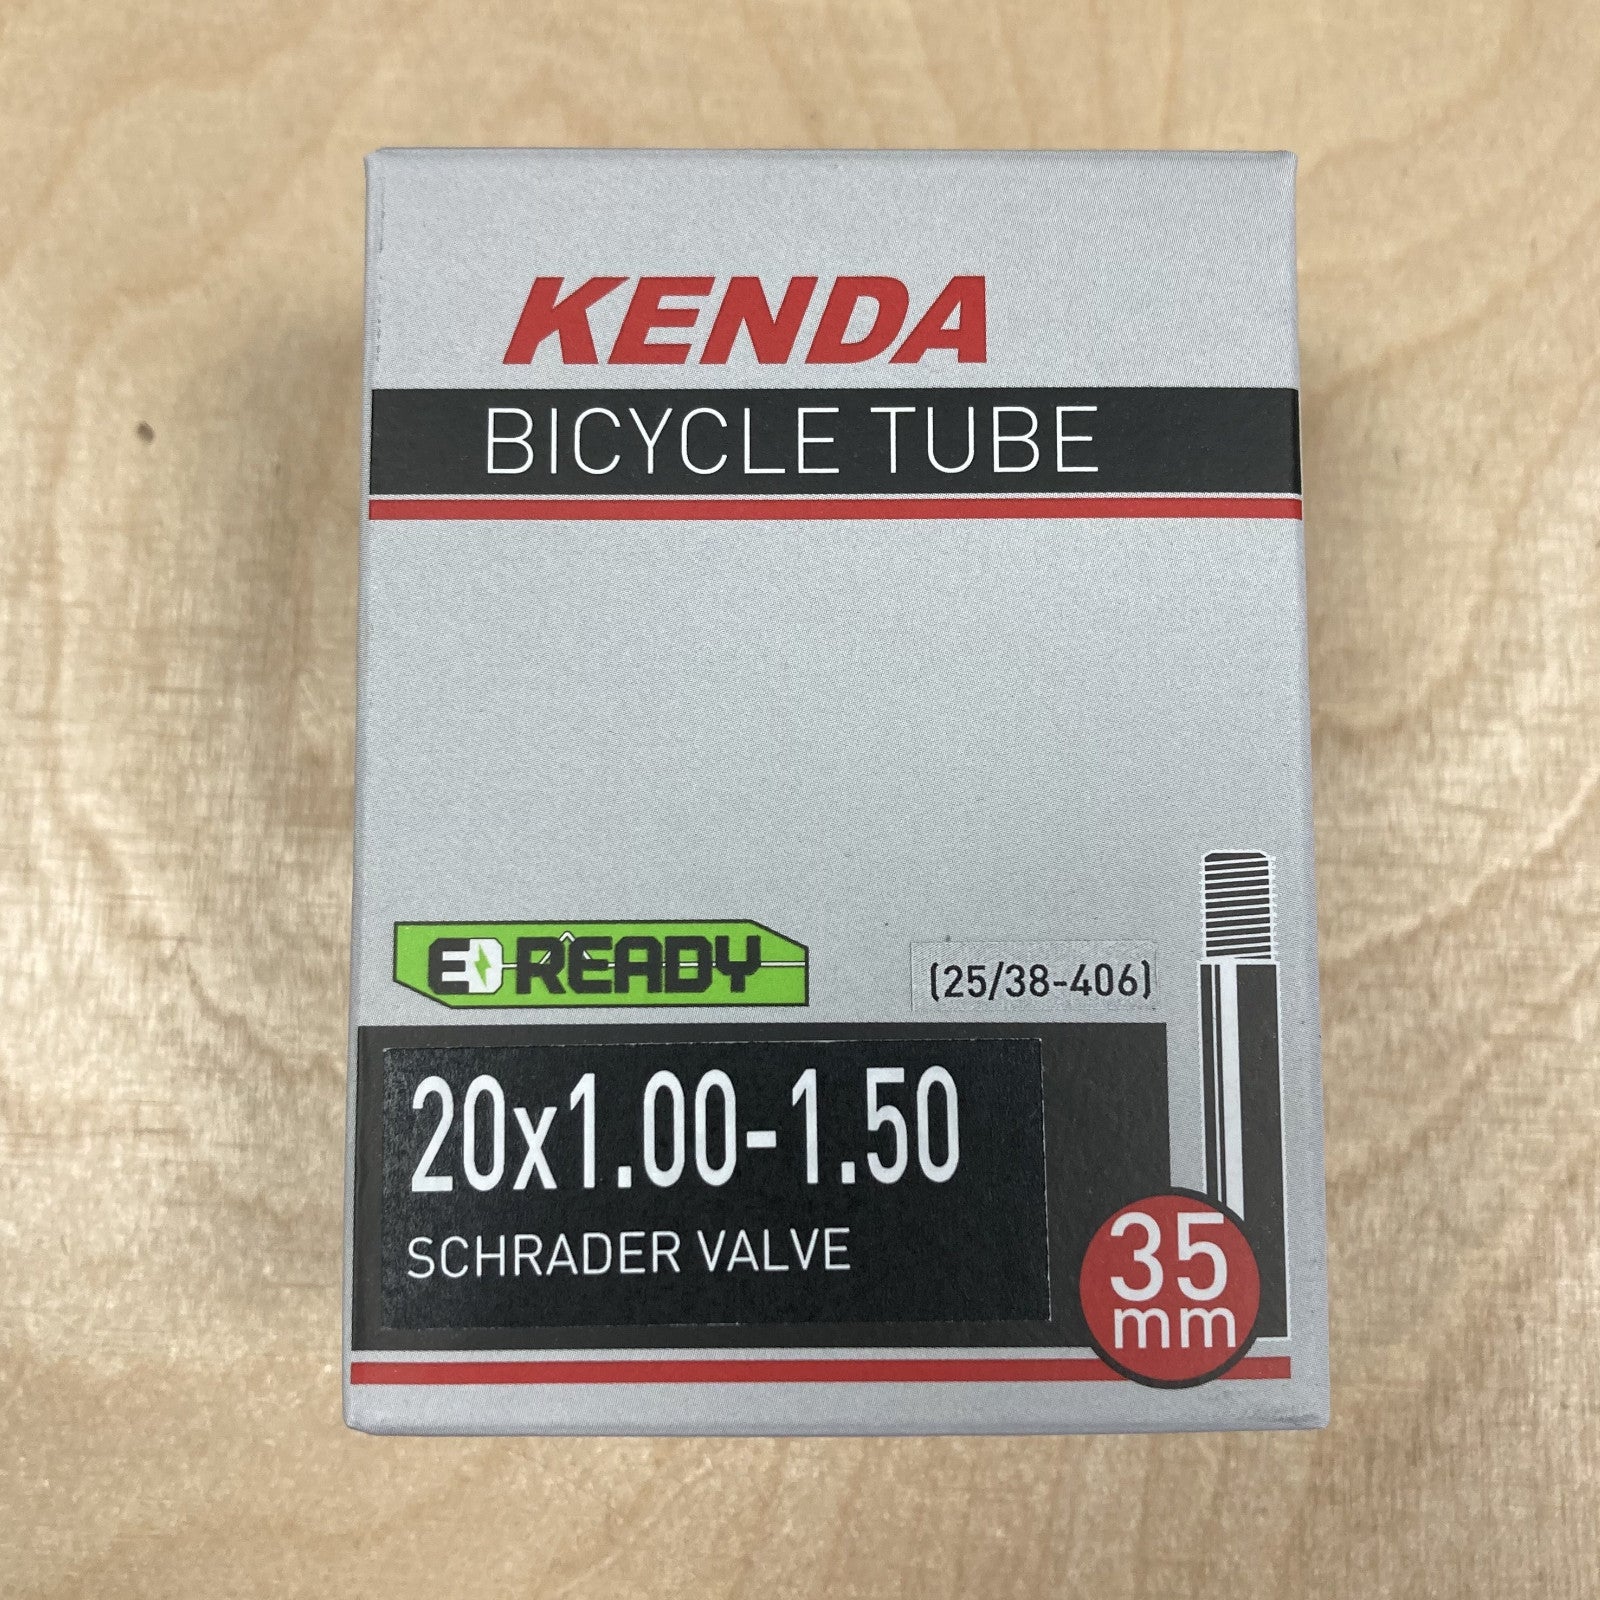 KENDA
BICYCLE TUBE
E READY
(25/38-406)
20x1.00-1.50
SCHRADER VALVE
35
mm